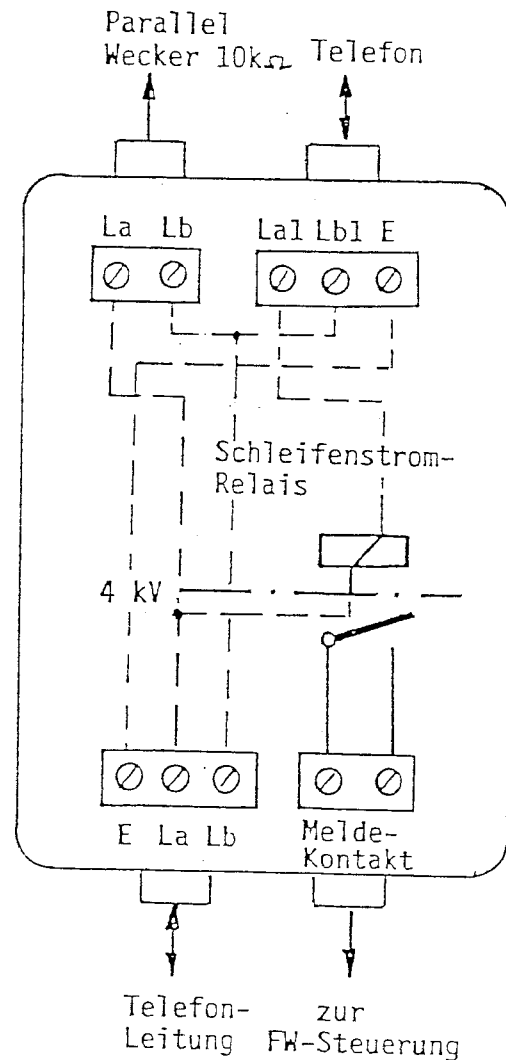 Parallel
Wecker 10kΩ Telefon
La Lb La1 Lb1 E
Schleifenstrom-
Relais
4 kV
E La Lb
Melde-
Kontakt
Telefon-
Leitung
zur
FW-Steuerung